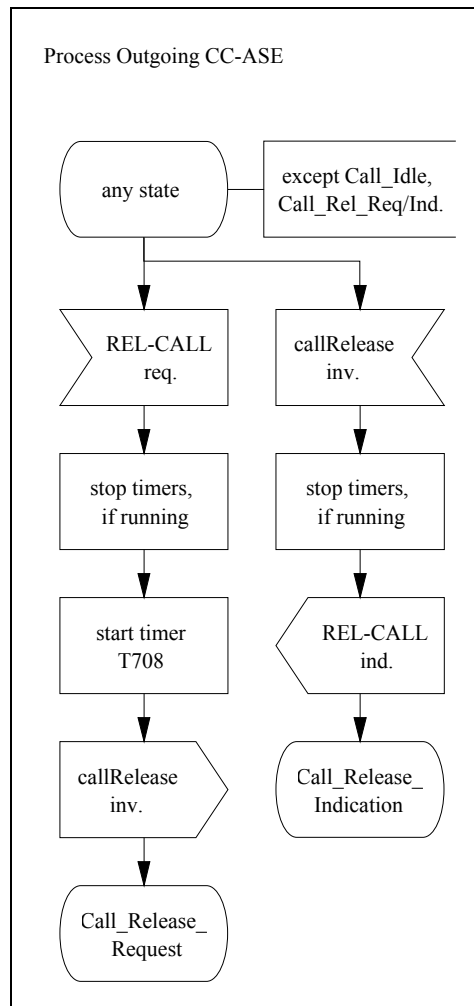 Process Outgoing CC-ASE
any state
except Call_Idle,
Call_Rel_Req/Ind.
REL-CALL
req.
callRelease
inv.
stop timers,
if running
stop timers,
if running
start timer
T708
REL-CALL
ind.
callRelease
inv.
Call_Release_
Indication
Call_Release_
Request